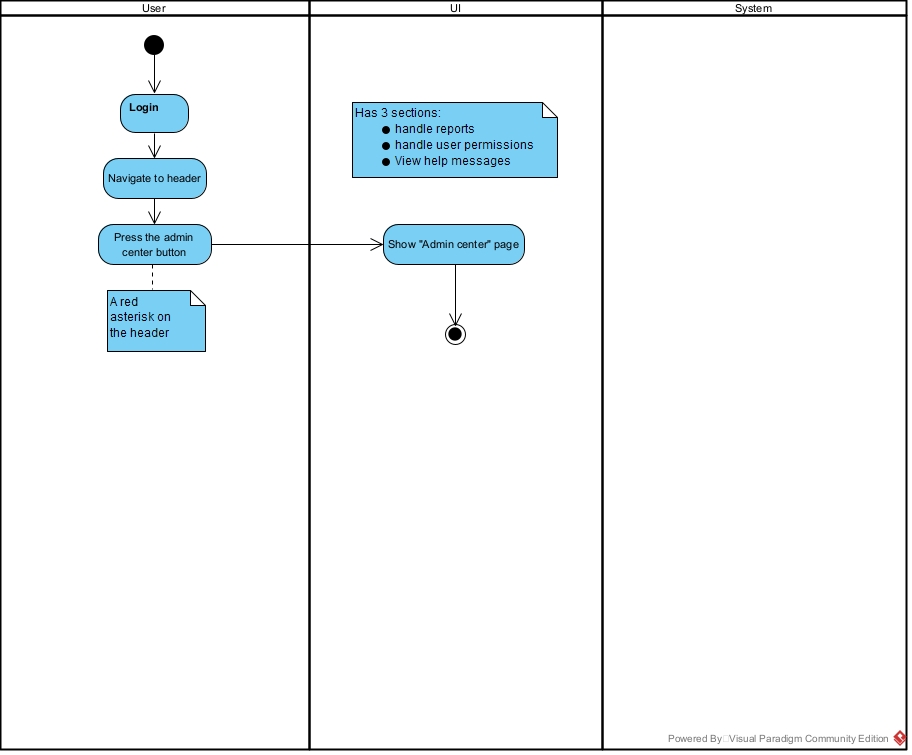 User
UI
System
Login
Has 3 sections:
● handle reports
● handle user permissions
● View help messages
Navigate to header
Press the admin
center button
Show "Admin center" page
A red
asterisk on
the header
Powered By Visual Paradigm Community Edition